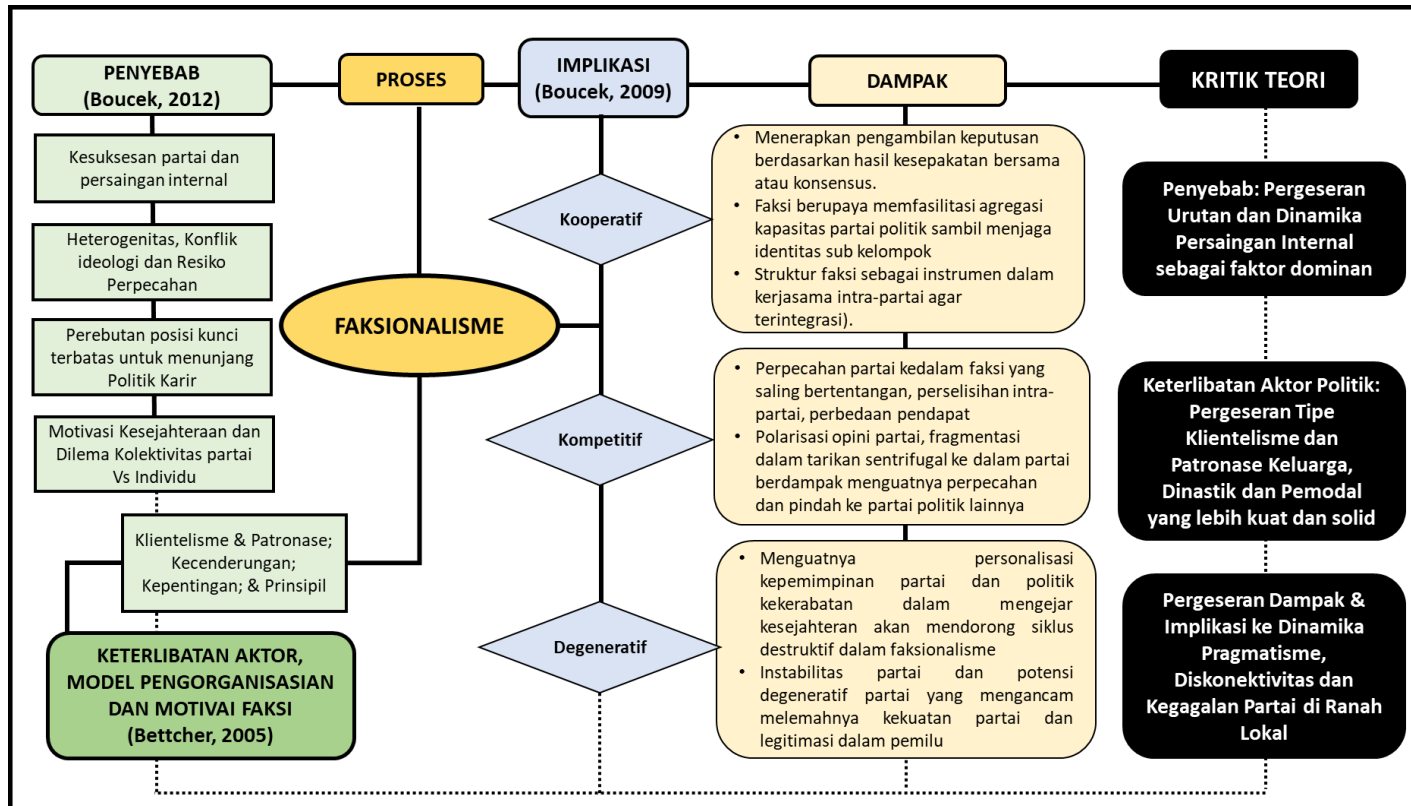 PENYEBAB
(Boucek, 2012)
Kesuksesan partai dan
persaingan internal
Heterogenitas, Konflik
ideologi dan Resiko
Perpecahan
Perebutan posisi kunci
terbatas untuk menunjang
Politik Karir
Motivasi Kesejahteraan dan
Dilema Kolektivitas partai
Vs Individu
Klientelisme & Patronase;
Kecenderungan;
Kepentingan; & Prinsipil
KETERLIBATAN AKTOR,
MODEL PENGORGANISASIAN
DAN MOTIVAI FAKSI
(Bettcher, 2005)
PROSES
FAKSIONALISME
IMPLIKASI
(Boucek, 2009)
Kooperatif
Kompetitif
Degeneratif
DAMPAK
• Menerapkan pengambilan keputusan
berdasarkan hasil kesepakatan bersama
atau konsensus.
• Faksi berupaya memfasilitasi agregasi
kapasitas partai politik sambil menjaga
identitas sub kelompok
• Struktur faksi sebagai instrumen dalam
kerjasama intra-partai agar
terintegrasi).
• Perpecahan partai kedalam faksi yang
saling bertentangan, perselisihan intra-
partai, perbedaan pendapat
• Polarisasi opini partai, fragmentasi
dalam tarikan sentrifugal ke dalam partai
berdampak menguatnya perpecahan
dan pindah ke partai politik lainnya
• Menguatnya personalisasi
kepemimpinan partai dan politik
kekerabatan dalam mengejar
kesejahteran akan mendorong siklus
destruktif dalam faksionalisme
• Instabilitas partai dan potensi
degeneratif partai yang mengancam
melemahnya kekuatan partai dan
legitimasi dalam pemilu
KRITIK TEORI
Penyebab: Pergeseran
Urutan dan Dinamika
Persaingan Internal
sebagai faktor dominan
Keterlibatan Aktor Politik:
Pergeseran Tipe
Klientelisme dan
Patronase Keluarga,
Dinastik dan Pemodal
yang lebih kuat dan solid
Pergeseran Dampak &
Implikasi ke Dinamika
Pragmatisme,
Diskonektivitas dan
Kegagalan Partai di Ranah
Lokal